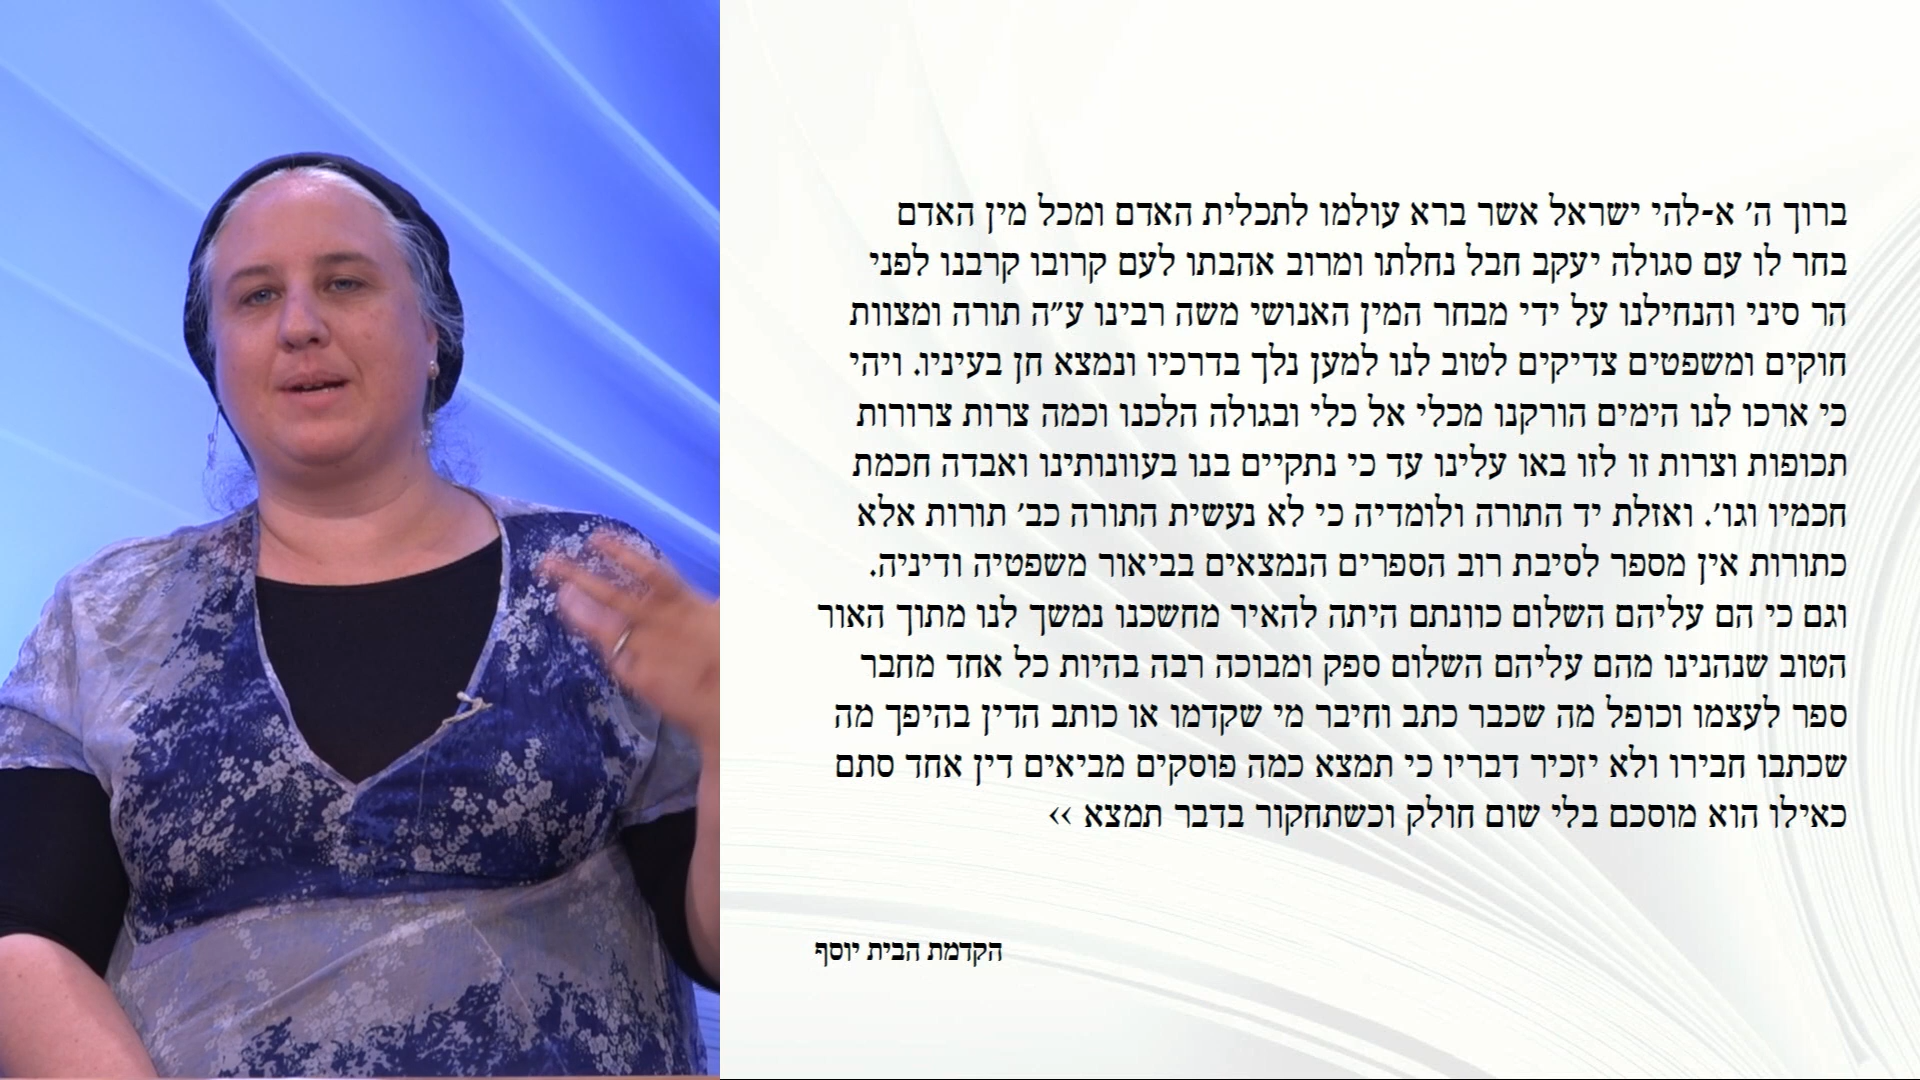 ברוך ה׳ א-להי ישראל אשר ברא עולמו לתכלית האדם ומכל מין האדם
בחר לו עם סגולה יעקב חבל נחלתו ומרוב אהבתו לעם קרובו קרבנו לפני
הר סיני והנחילנו על ידי מבחר המין האנושי משה רבינו ע״ה תורה ומצוות
חוקים ומשפטים צדיקים לטוב לנו למען נלך בדרכיו ונמצא חן בעיניו. ויהי
כי ארכו לנו הימים הורקנו מכלי אל כלי ובגולה הלכנו וכמה צרות צרורות
תכופות וצרות זו לזו באו עלינו עד כי נתקיים בנו בעוונותינו ואבדה חכמת
חכמיו וגו׳. ואזלת יד התורה ולומדיה כי לא נעשית התורה כב׳ תורות אלא
כתורות אין מספר לסיבת רוב הספרים הנמצאים בביאור משפטיה ודיניה.
וגם כי הם עליהם השלום כוונתם היתה להאיר מחשכנו נמשך לנו מתוך האור
הטוב שנהנינו מהם עליהם השלום ספק ומבוכה רבה בהיות כל אחד מחבר
ספר לעצמו וכופל מה שכבר כתב וחיבר מי שקדמו או כותב הדין בהיפך מה
שכתבו חבירו ולא יזכיר דבריו כי תמצא כמה פוסקים מביאים דין אחד סתם
כאילו הוא מוסכם בלי שום חולק וכשתחקור בדבר תמצא >>
הקדמת הבית יוסף